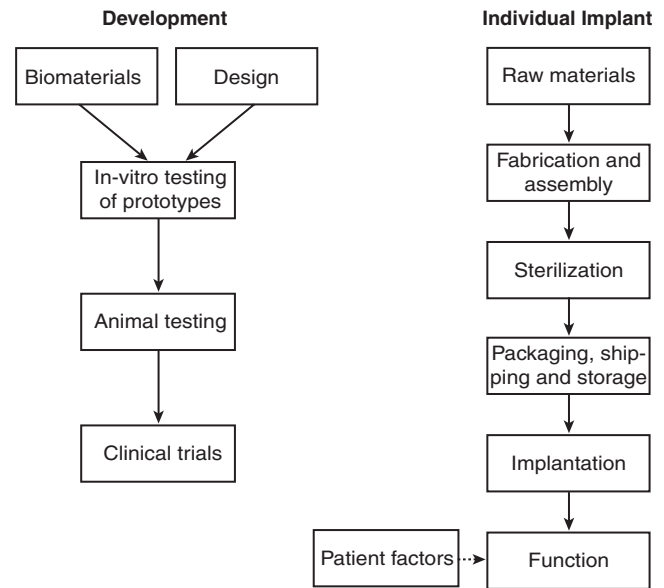 Development
Biomaterials
Design
In-vitro testing
of prototypes
Animal testing
Clinical trials
Individual Implant
Raw materials
Fabrication and
assembly
Sterilization
Packaging, ship-
ping and storage
Implantation
Patient factors
Function